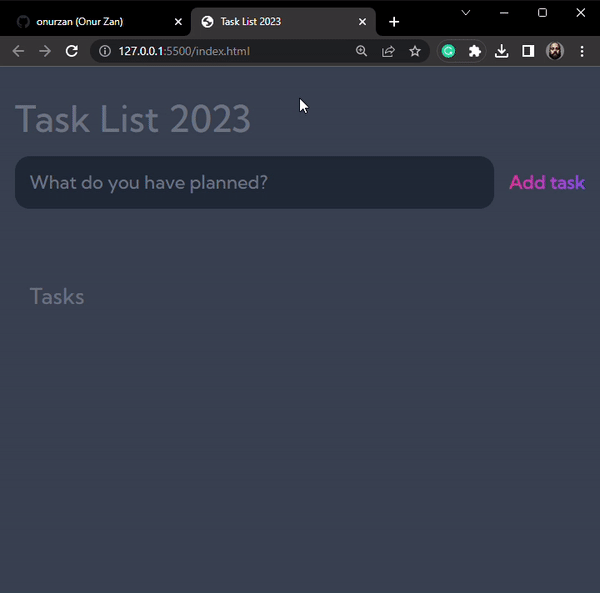 onurzan (Onur Zan)
Task List 2023
127.0.0.1:5500/index.html
Task List 2023
What do you have planned?
Add task
Tasks